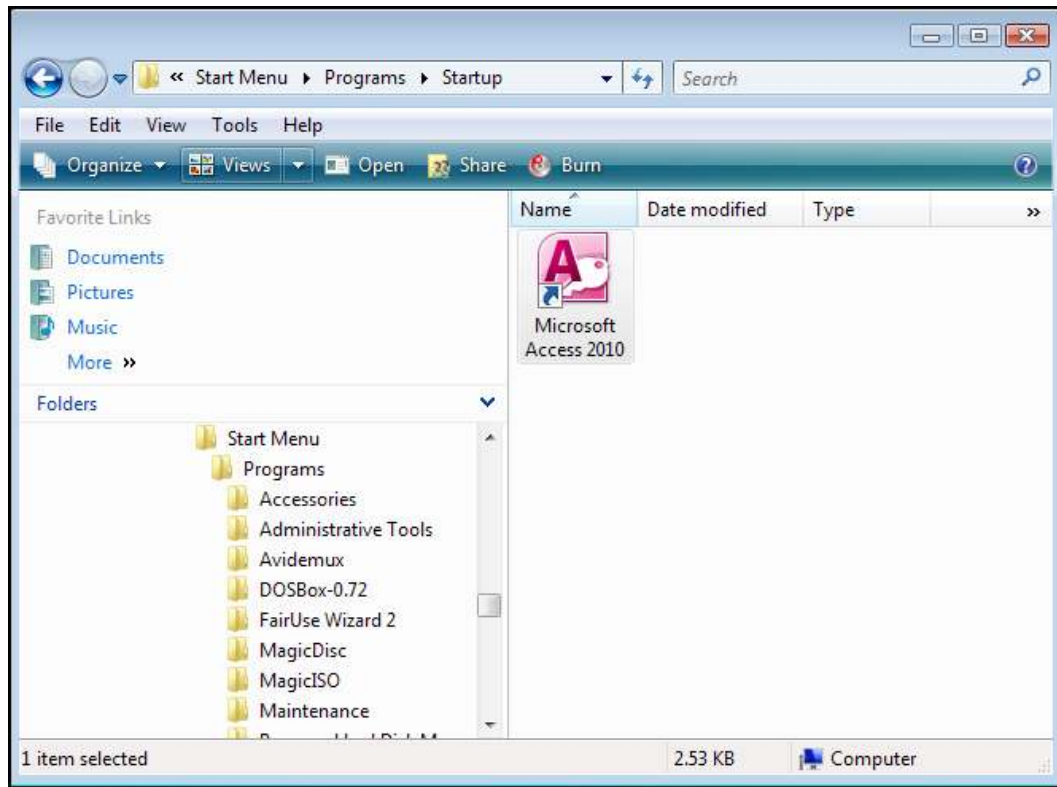 « Start Menu ▸ Programs ▸ Startup
Search
File Edit View Tools Help
Organize Views Open Share Burn
Favorite Links
Documents
Pictures
Music
More »
Folders
Start Menu
Programs
Accessories
Administrative Tools
Avidemux
DOSBox-0.72
FairUse Wizard 2
MagicDisc
MagicISO
Maintenance
Name Date modified Type »
Microsoft
Access 2010
1 item selected 2.53 KB Computer